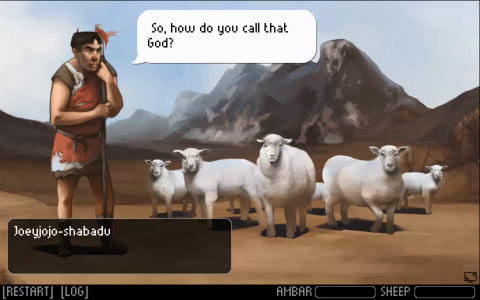 So, how do you call that
God?
Joeyjojo-shabadu
[RESTART] [LOG]
AMBAR
SHEEP